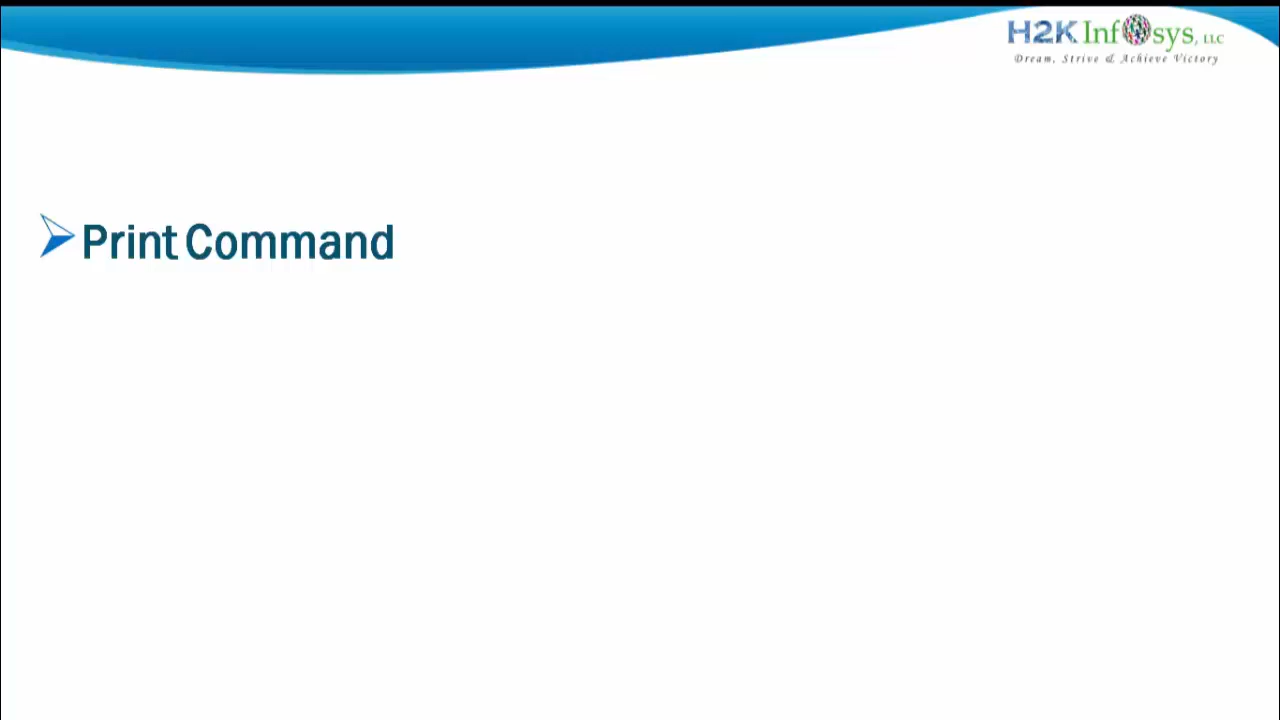 H2K Infosys, LLC
Dream, Strive & Achieve Victory
Print Command